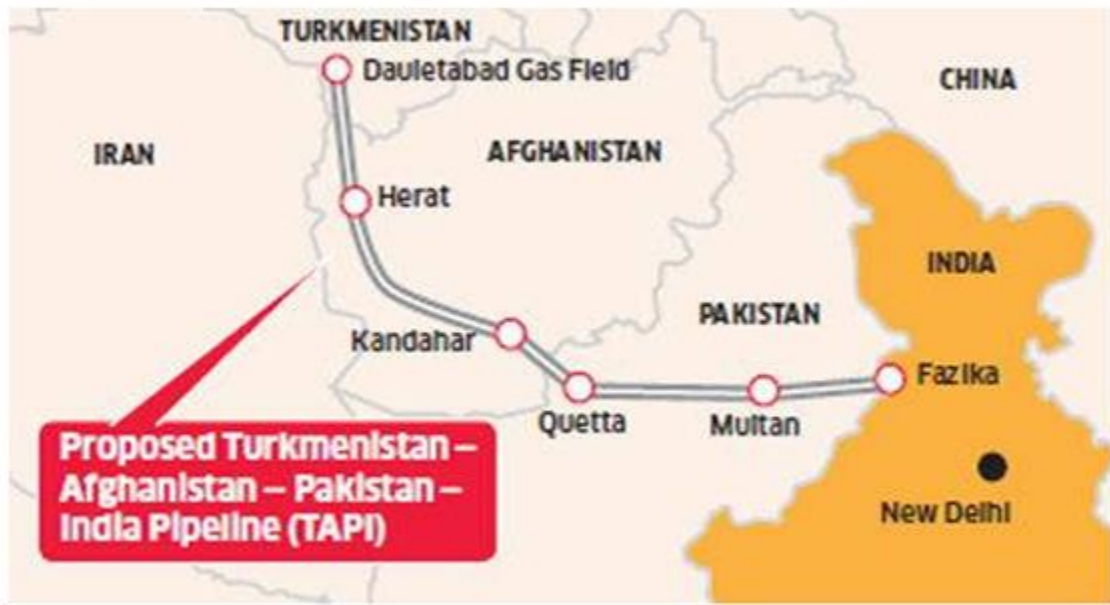 TURKMENISTAN
Dauletabad Gas Field
CHINA
IRAN
AFGHANISTAN
Herat
INDIA
PAKISTAN
Kandahar
Fazika
Quetta
Multan
Proposed Turkmenistan –
Afghanistan – Pakistan –
India Pipeline (TAPI)
New Delhi